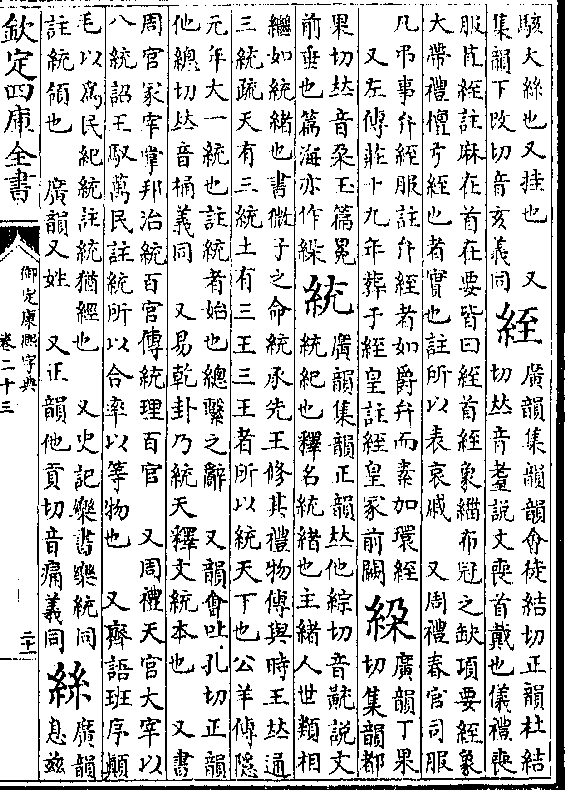 駭大絲也又挂也 又
集韻下改切音亥義同
絰
廣韻集韻韻會徒結切正韻杜結
切𠀤音耋說文喪首戴也儀禮喪
服苴絰註麻在首在要皆曰絰首絰象緇布冠之缺項要絰象
大帶禮檀弓絰也者實也註所以表哀戚 又周禮春官司服
凡弔事弁絰服註弁絰者如爵弁而素加環絰
又左傳莊十九年葬于絰皇註絰皇冢前闕
廣韻丁果
切集韻都
果切𠀤音朶玉篇冕
前垂也篇海亦作
統
廣韻集韻正韻𠀤他綜切音說文
統紀也釋名統緒也主緒人世類相
繼如統緒也書微子之命統承先王修其禮物傳與時王𠀤通
三統疏天有三統土有三王三王者所以統天下也公羊傳隱
元年大一統也註統者始也總繫之辭 又韻會吐孔切正韻
他總切𠀤音桶義同 又易乾卦乃統天釋文統本也 又書
周官冢宰掌邦治統百官傳統理百官 又周禮天官大宰以
八統詔王馭萬民註統所以合率以等物也 又齊語班序顚
毛以爲民紀統註統猶經也 又史記樂書樂統同
註統領也 廣韻又姓 又正韻他貢切音痛義同
絲
廣韻
息兹
欽定四庫全書
御定康熙字典
卷二十三